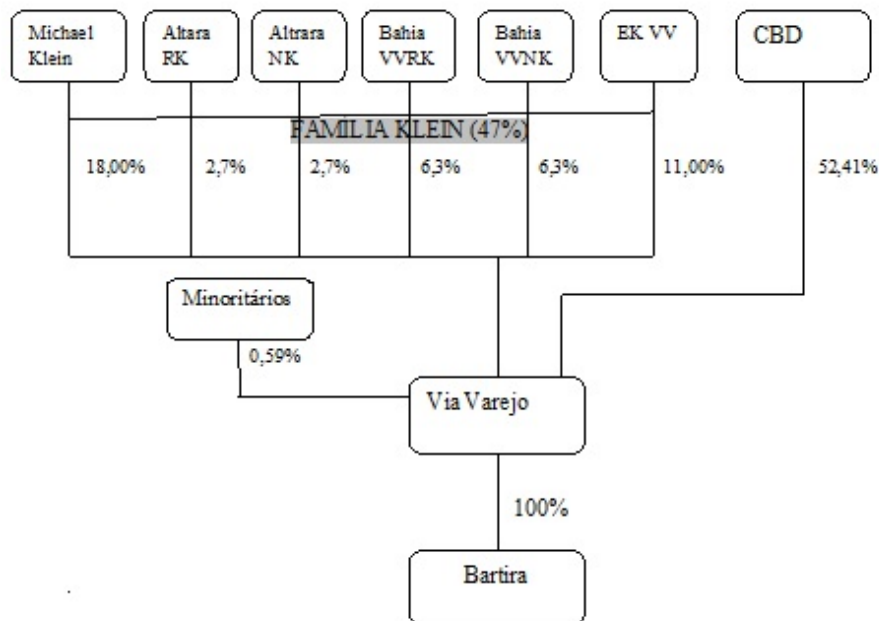 Michael
Klein
Altara
RK
Altrara
NK
Bahia
VVRK
Bahia
VVNK
EK VV
CBD
FAMÍLIA KLEIN (47%)
18,00%
2,7%
2,7%
6,3%
6,3%
11,00%
52,41%
Minoritários
0,59%
Via Varejo
100%
Bartira
.